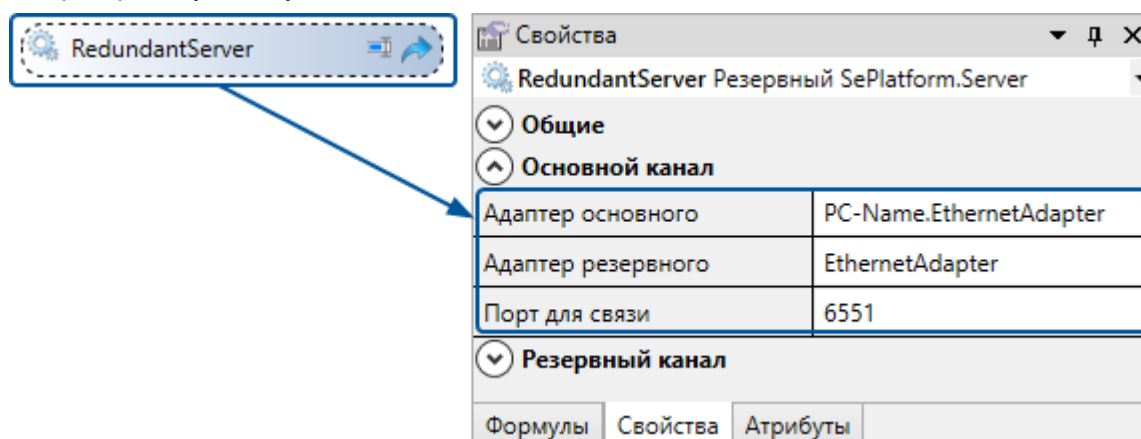 RedundantServer
Свойства
RedundantServer Резервный SePlatform.Server
Общие
Основной канал
Адаптер основного PC-Name.EthernetAdapter
Адаптер резервного EthernetAdapter
Порт для связи 6551
Резервный канал
Формулы Свойства Атрибуты